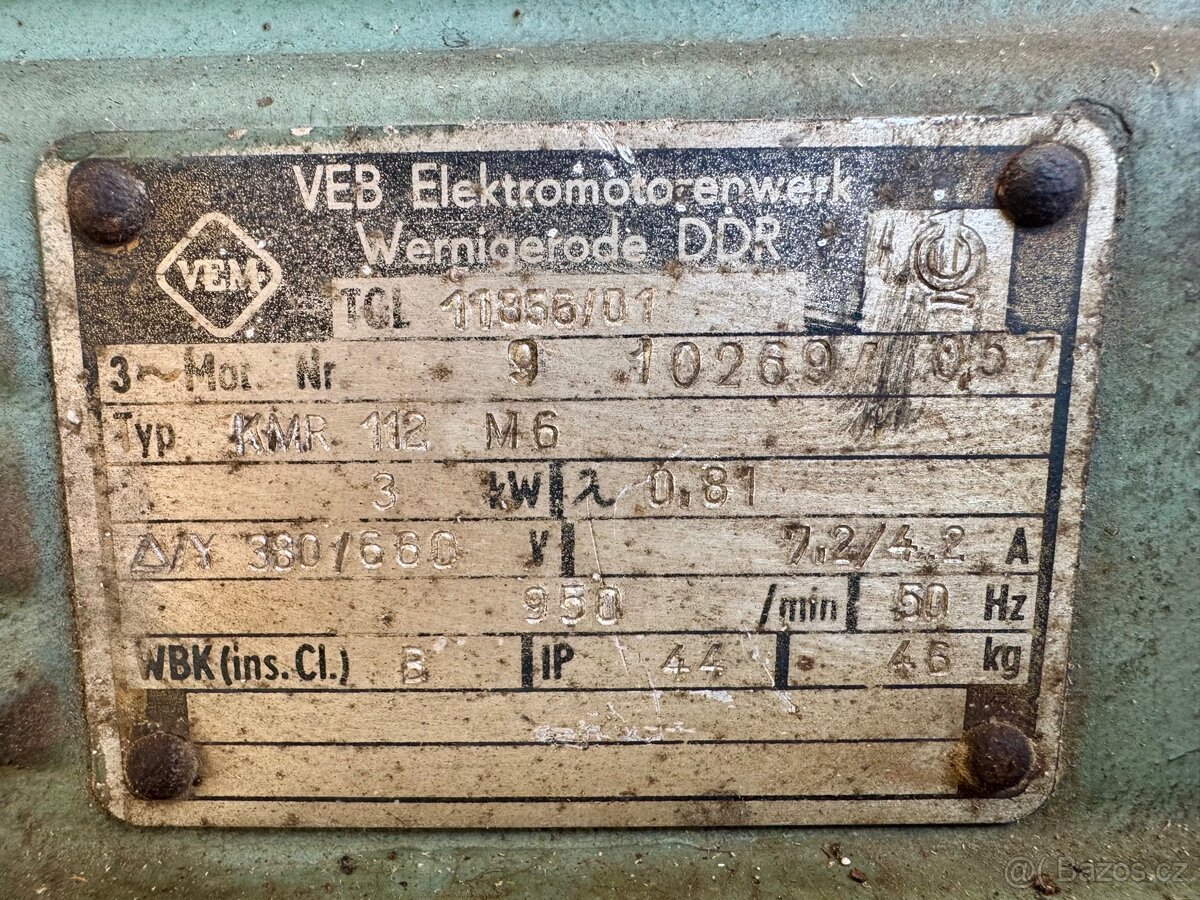 VEB Elektromotorenwerk
Wernigerode DDR
VEM
TGL 11856/01
3~ Mot. Nr 9 10269/ 057
Typ KMR 112 M6
3 kW λ 0,81
Δ/Y 380/660 V 7,2/4,2 A
950 /min 50 Hz
WBK (ins.Cl.) B IP 44 46 kg
@( Bazos.cz